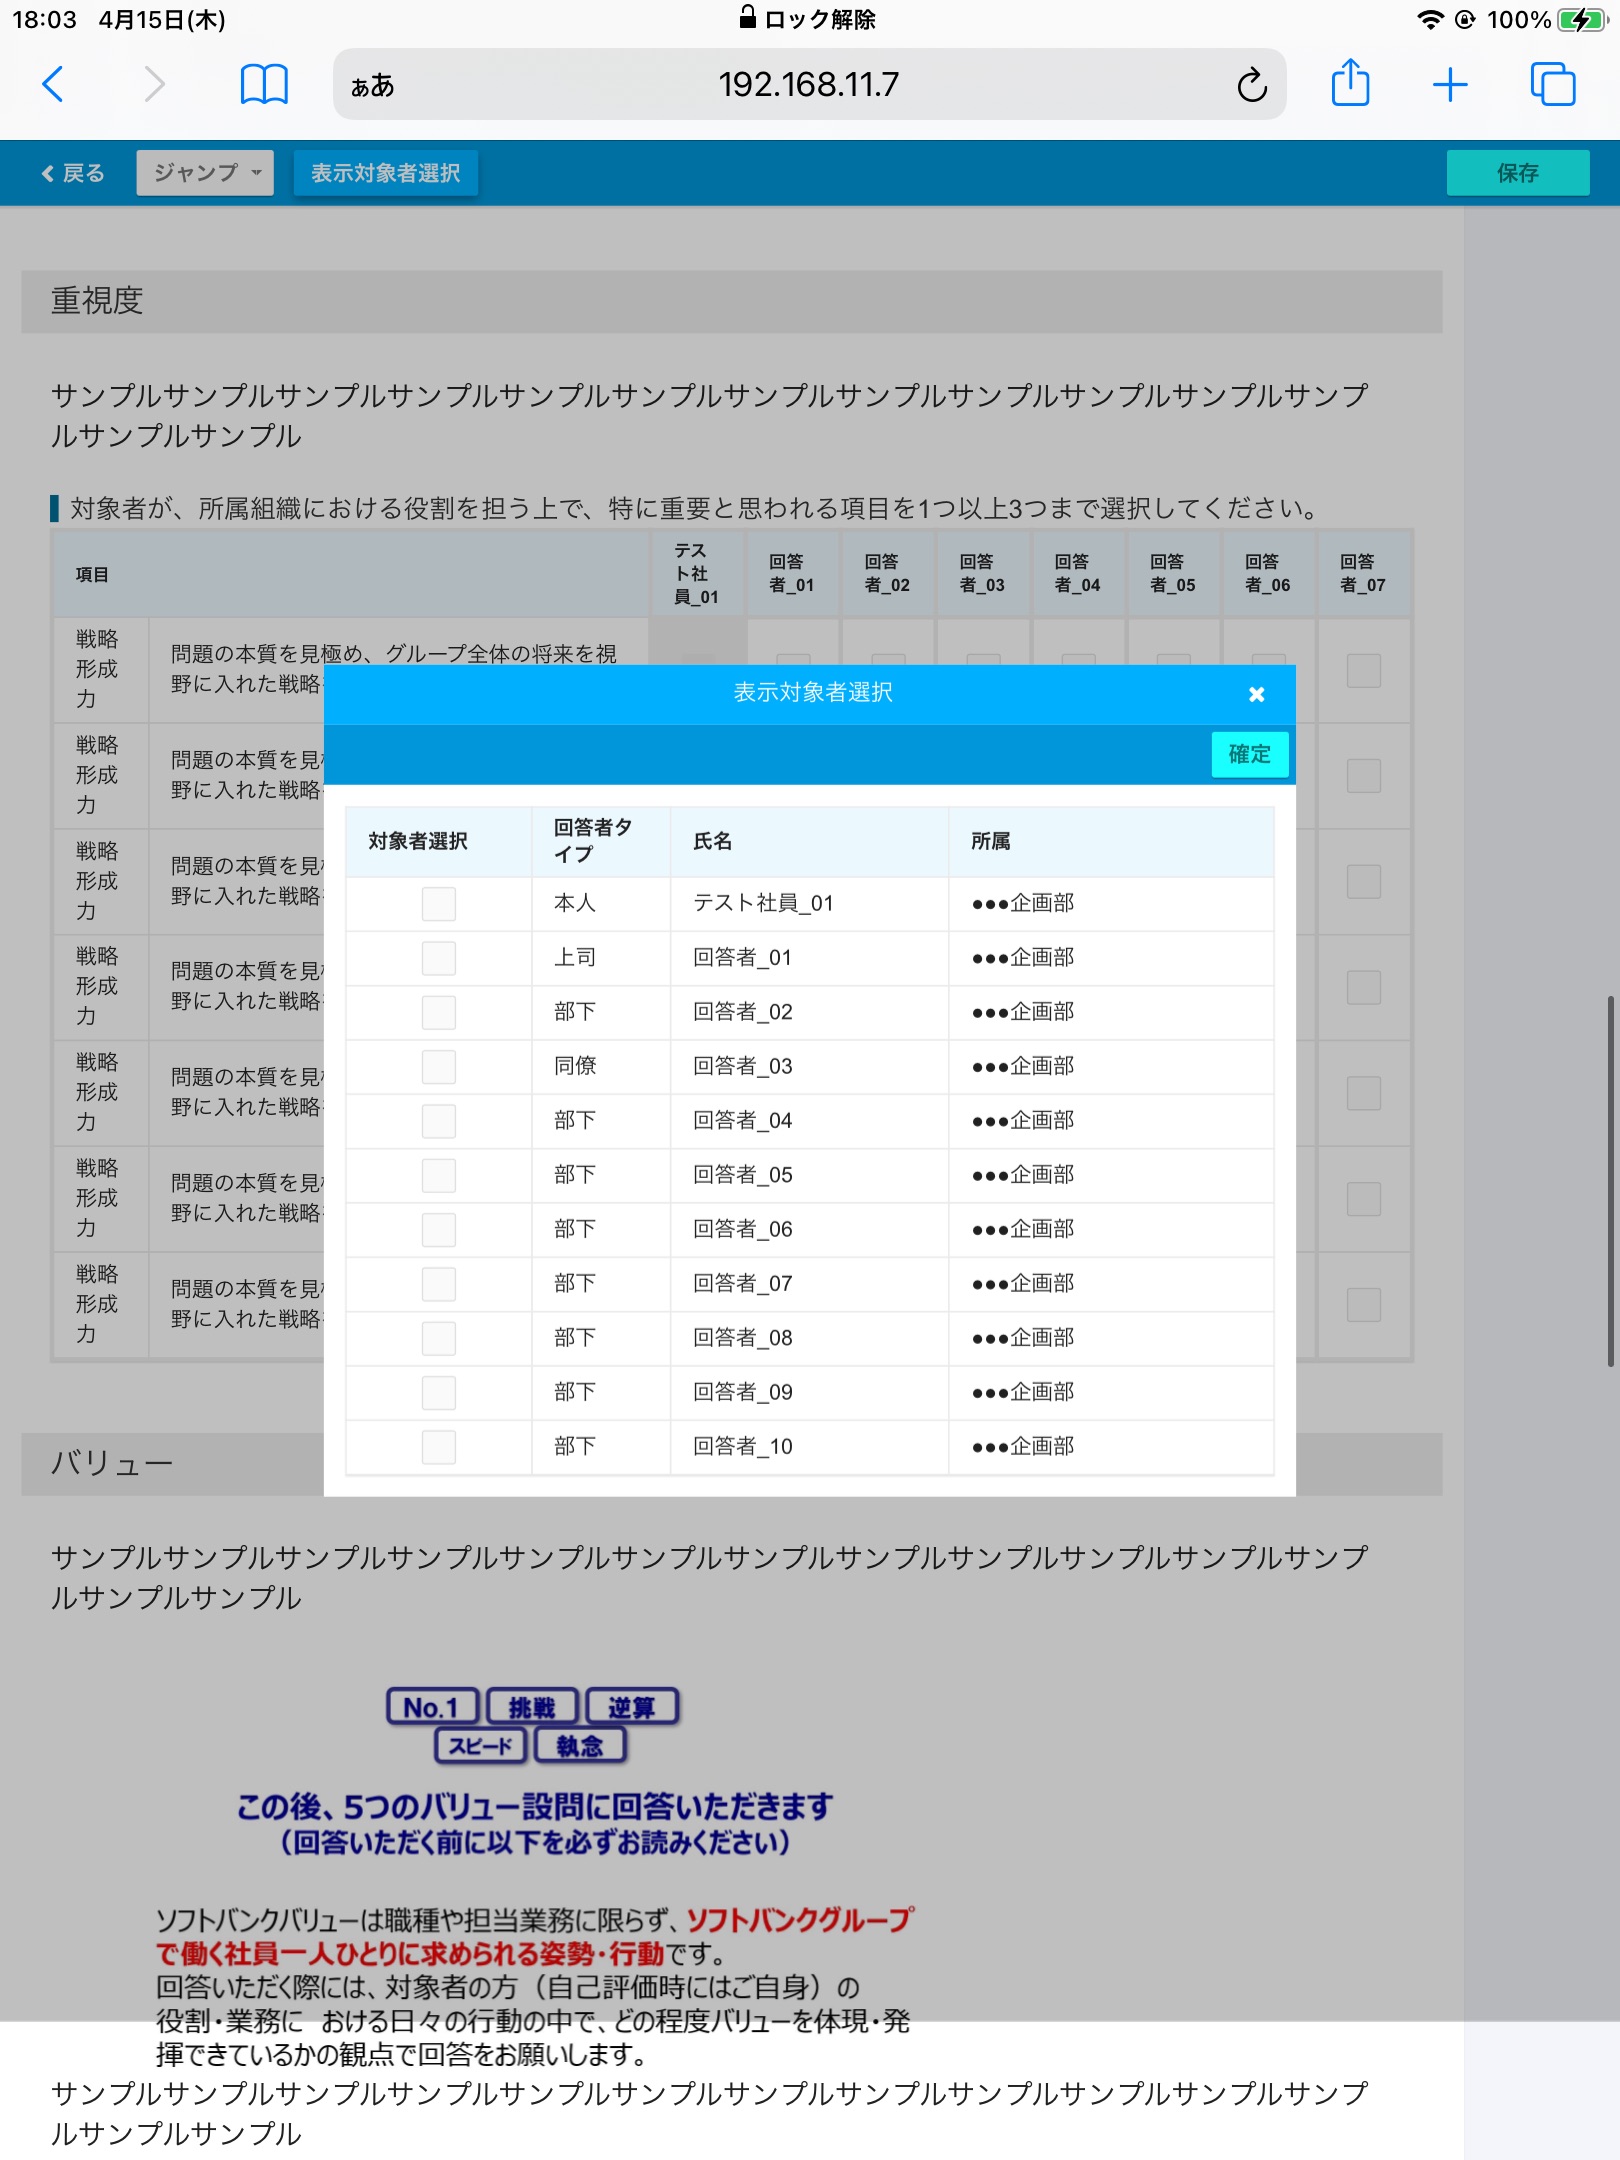 18:03 4月15日(木)
ロック解除
100%
ぁあ
192.168.11.7
戻る
ジャンプ
表示対象者選択
保存
重視度
サンプルサンプルサンプルサンプルサンプルサンプルサンプルサンプルサンプルサンプルサンプルサンプ
ルサンプルサンプル
対象者が、所属組織における役割を担う上で、特に重要と思われる項目を1つ以上3つまで選択してください。
項目
テス
ト社
員_01
回答
者_01
回答
者_02
回答
者_03
回答
者_04
回答
者_05
回答
者_06
回答
者_07
戦略
形成
力
問題の本質を見極め、グループ全体の将来を視
野に入れた戦略
戦略
形成
力
問題の本質を見
野に入れた戦略
戦略
形成
力
問題の本質を見
野に入れた戦略
戦略
形成
力
問題の本質を見
野に入れた戦略
戦略
形成
力
問題の本質を見
野に入れた戦略
戦略
形成
力
問題の本質を見
野に入れた戦略
戦略
形成
力
問題の本質を見
野に入れた戦略
表示対象者選択
確定
対象者選択
回答者タ
イプ
氏名
所属
本人 テスト社員_01 ●●●企画部
上司 回答者_01 ●●●企画部
部下 回答者_02 ●●●企画部
同僚 回答者_03 ●●●企画部
部下 回答者_04 ●●●企画部
部下 回答者_05 ●●●企画部
部下 回答者_06 ●●●企画部
部下 回答者_07 ●●●企画部
部下 回答者_08 ●●●企画部
部下 回答者_09 ●●●企画部
部下 回答者_10 ●●●企画部
バリュー
サンプルサンプルサンプルサンプルサンプルサンプルサンプルサンプルサンプルサンプルサンプルサンプ
ルサンプルサンプル
No.1 挑戦 逆算
スピード 執念
この後、5つのバリュー設問に回答いただきます
（回答いただく前に以下を必ずお読みください）
ソフトバンクバリューは職種や担当業務に限らず、ソフトバンクグループ
で働く社員一人ひとりに求められる姿勢・行動です。
回答いただく際には、対象者の方（自己評価時にはご自身）の
役割・業務に おける日々の行動の中で、どの程度バリューを体現・発
揮できているかの観点で回答をお願いします。
サンプルサンプルサンプルサンプルサンプルサンプルサンプルサンプルサンプルサンプルサンプルサンプ
ルサンプルサンプル